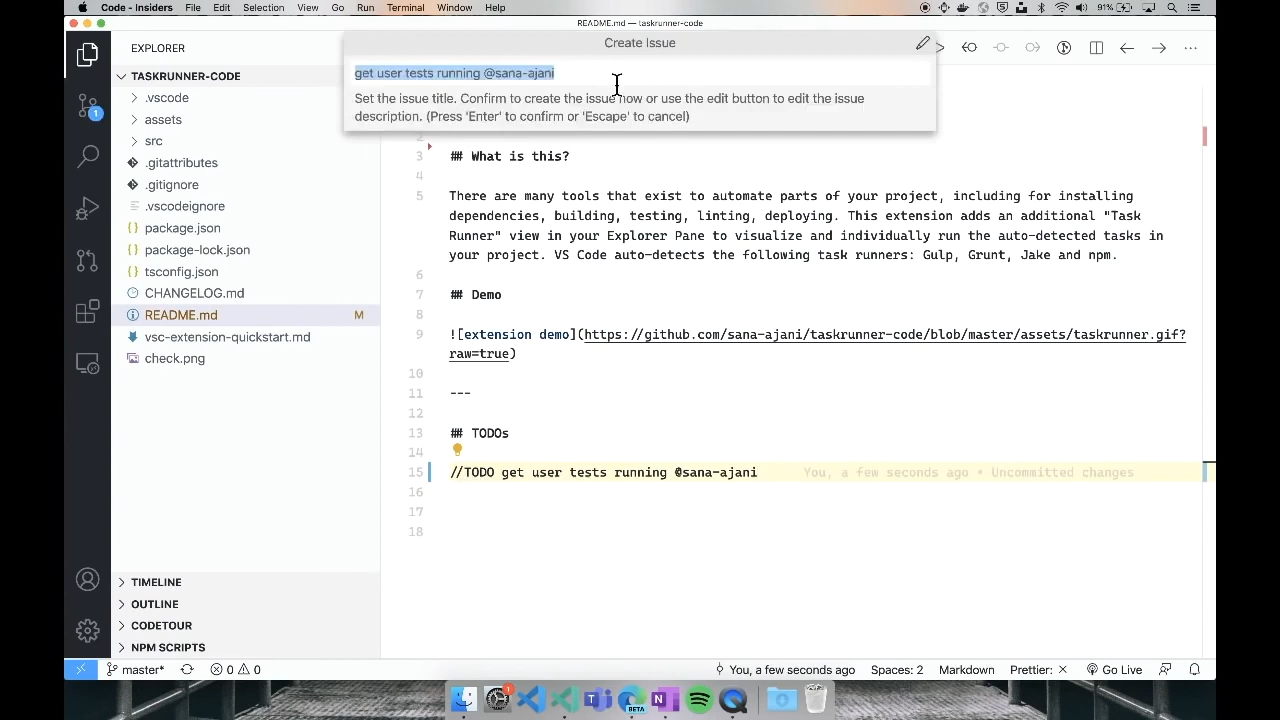 Code - Insiders File Edit Selection View Go Run Terminal Window Help 91%
README.md — taskrunner-code
EXPLORER
Create Issue
get user tests running @sana-ajani
Set the issue title. Confirm to create the issue now or use the edit button to edit the issue
description. (Press 'Enter' to confirm or 'Escape' to cancel)
TASKRUNNER-CODE
.vscode
assets
src
.gitattributes
.gitignore
.vscodeignore
package.json
package-lock.json
tsconfig.json
CHANGELOG.md
README.md M
vsc-extension-quickstart.md
check.png
1
TIMELINE
OUTLINE
CODETOUR
NPM SCRIPTS
2
3 ## What is this?
4
5 There are many tools that exist to automate parts of your project, including for installing
dependencies, building, testing, linting, deploying. This extension adds an additional "Task
Runner" view in your Explorer Pane to visualize and individually run the auto-detected tasks in
your project. VS Code auto-detects the following task runners: Gulp, Grunt, Jake and npm.
6
7 ## Demo
8
9 ![extension demo](https://github.com/sana-ajani/taskrunner-code/blob/master/assets/taskrunner.gif?
raw=true)
10
11 ---
12
13 ## TODOs
14
15 //TODO get user tests running @sana-ajani You, a few seconds ago • Uncommitted changes
16
17
18
master* 0 0 You, a few seconds ago Spaces: 2 Markdown Prettier: × Go Live
1
BETA